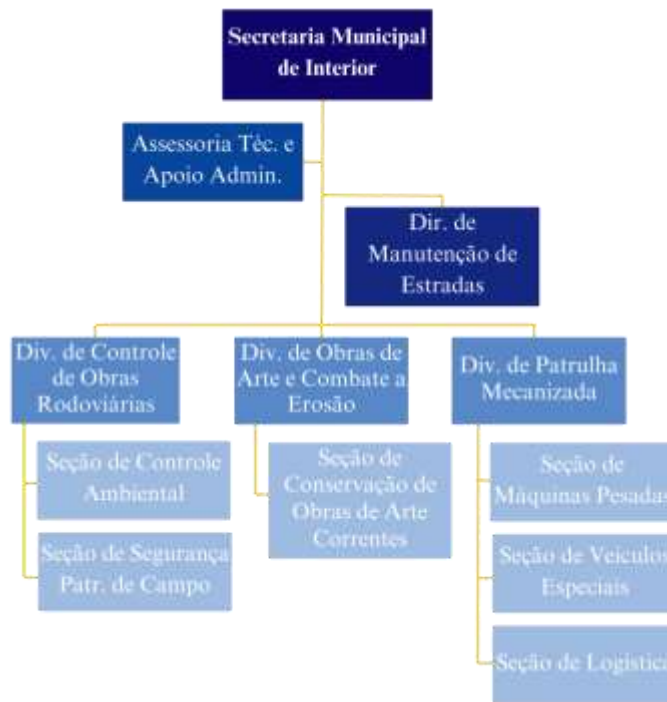 Secretaria Municipal
de Interior
Assessoria Téc. e
Apoio Admin.
Dir. de
Manutenção de
Estradas
Div. de Controle
de Obras
Rodoviárias
Div. de Obras de
Arte e Combate a
Erosão
Div. de Patrulha
Mecanizada
Seção de Controle
Ambiental
Seção de Segurança
Patr. de Campo
Seção de
Conservação de
Obras de Arte
Correntes
Seção de
Máquinas Pesadas
Seção de Veículos
Especiais
Seção de Logística